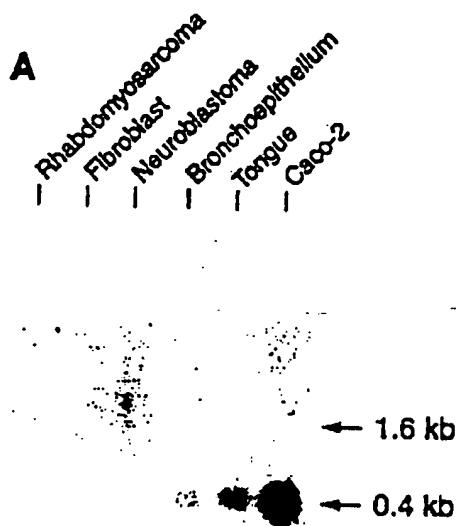 A
Rhabdomyosarcoma
Fibroblast
Neuroblastoma
Bronchoepithelium
Tongue
Caco-2
1.6 kb
0.4 kb